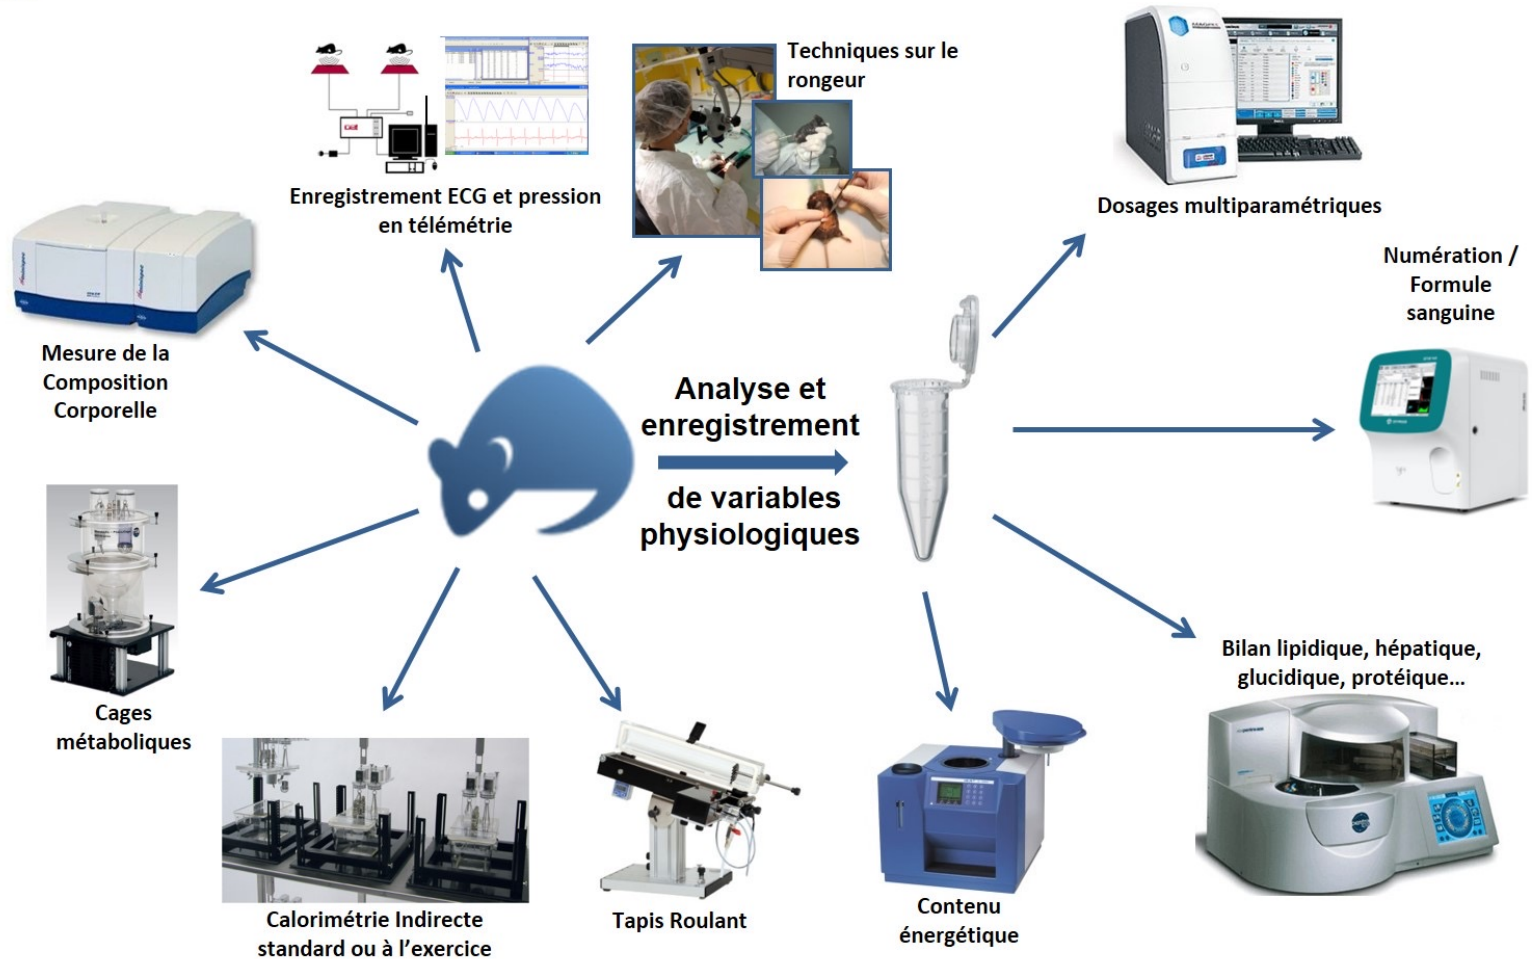 Techniques sur le
rongeur
Enregistrement ECG et pression
en télémétrie
Dosages multiparamétriques
Numération /
Formule
sanguine
Mesure de la
Composition
Corporelle
Analyse et
enregistrement
de variables
physiologiques
Cages
métaboliques
Bilan lipidique, hépatique,
glucidique, protéique...
Calorimétrie Indirecte
standard ou à l'exercice
Tapis Roulant
Contenu
énergétique